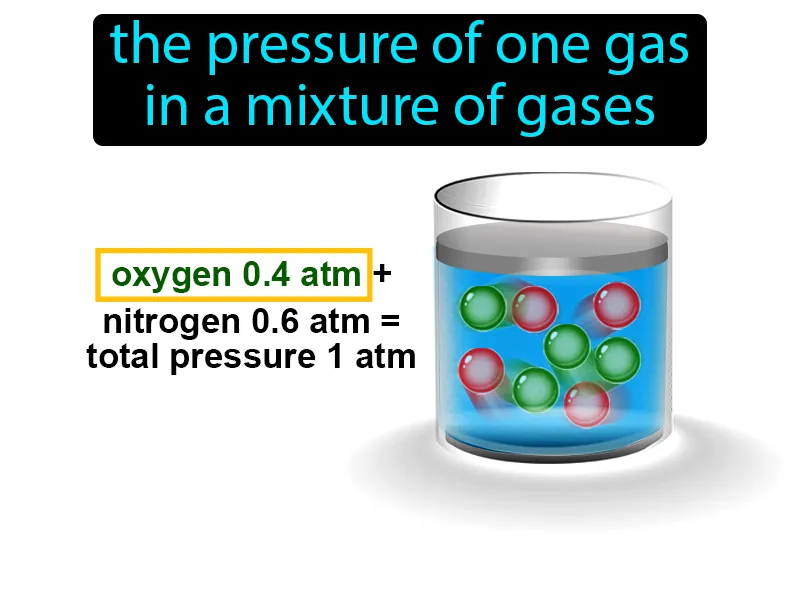 the pressure of one gas
in a mixture of gases
oxygen 0.4 atm +
nitrogen 0.6 atm =
total pressure 1 atm